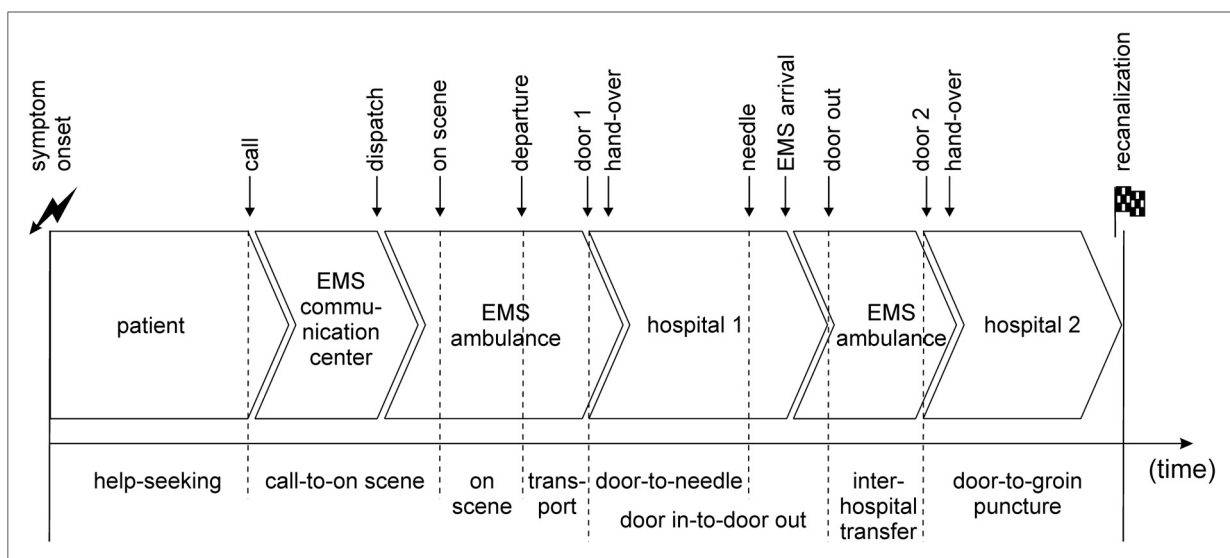 symptom
onset
call
dispatch
on scene
departure
door 1
hand-over
needle
EMS arrival
door out
door 2
hand-over
recanalization
patient
EMS
commu-
nication
center
EMS
ambulance
hospital 1
EMS
ambulance
hospital 2
(time)
help-seeking
call-to-on scene
on
scene
trans-
port
door-to-needle
door in-to-door out
inter-
hospital
transfer
door-to-groin
puncture